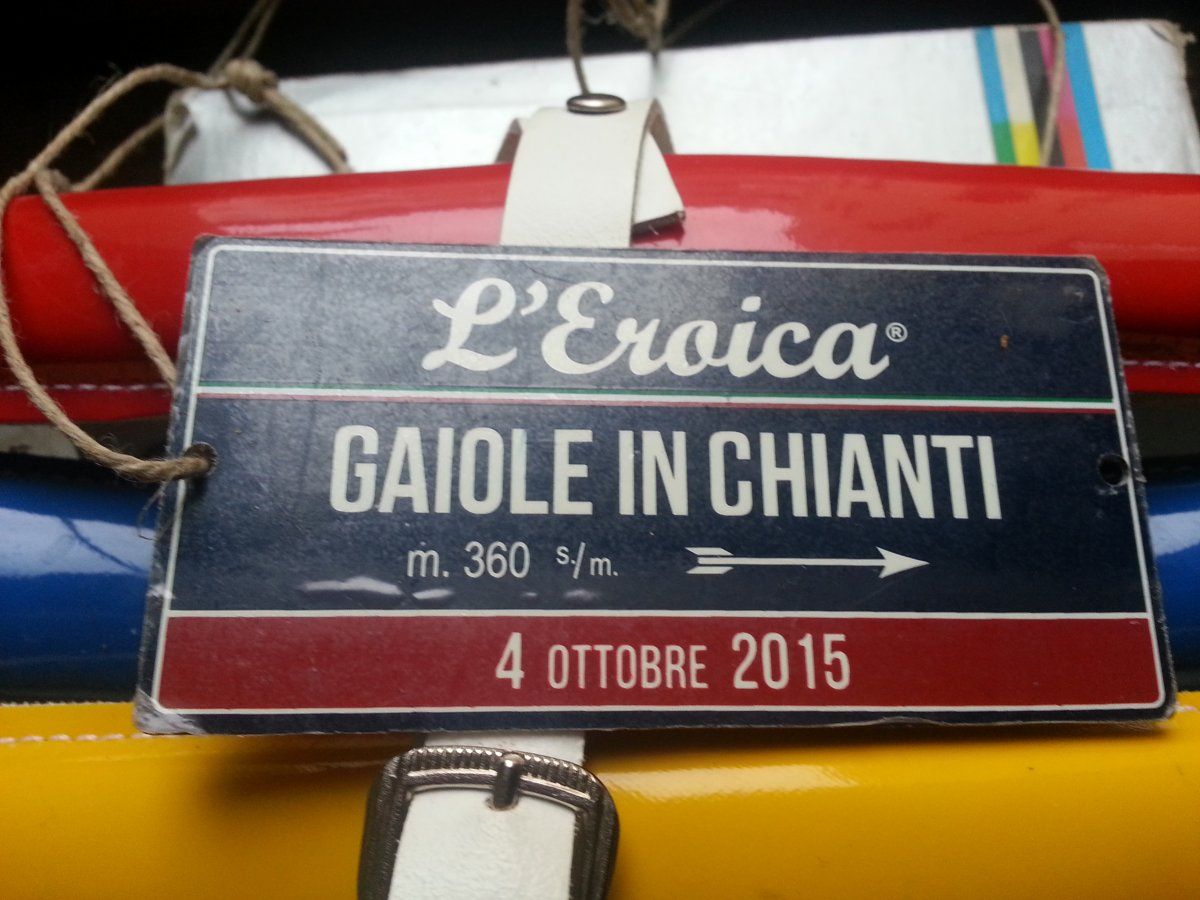 L'Eroica®
GAIOLE IN CHIANTI
m. 360 s./m.
4 OTTOBRE 2015